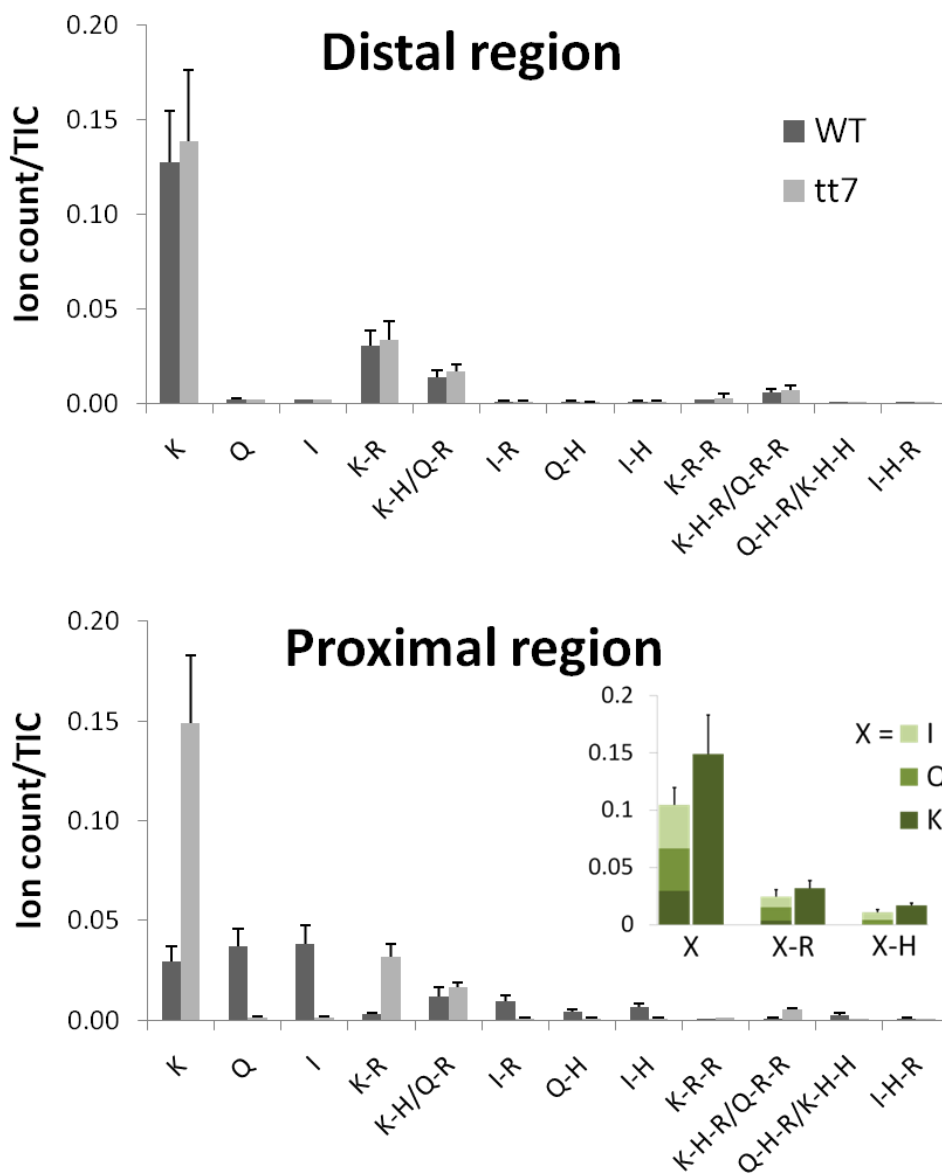 Distal region
Ion count/TIC
0.20
0.15
0.10
0.05
0.00
WT
tt7
K
Q
I
K-R
K-H/Q-R
I-R
Q-H
I-H
K-R-R
K-H-R/Q-R-R
Q-H-R/K-H-H
I-H-R
Proximal region
Ion count/TIC
0.20
0.15
0.10
0.05
0.00
0.2
0.15
0.1
0.05
0
X = I
Q
K
X
X-R
X-H
K
Q
I
K-R
K-H/Q-R
I-R
Q-H
I-H
K-R-R
K-H-R/Q-R-R
Q-H-R/K-H-H
I-H-R